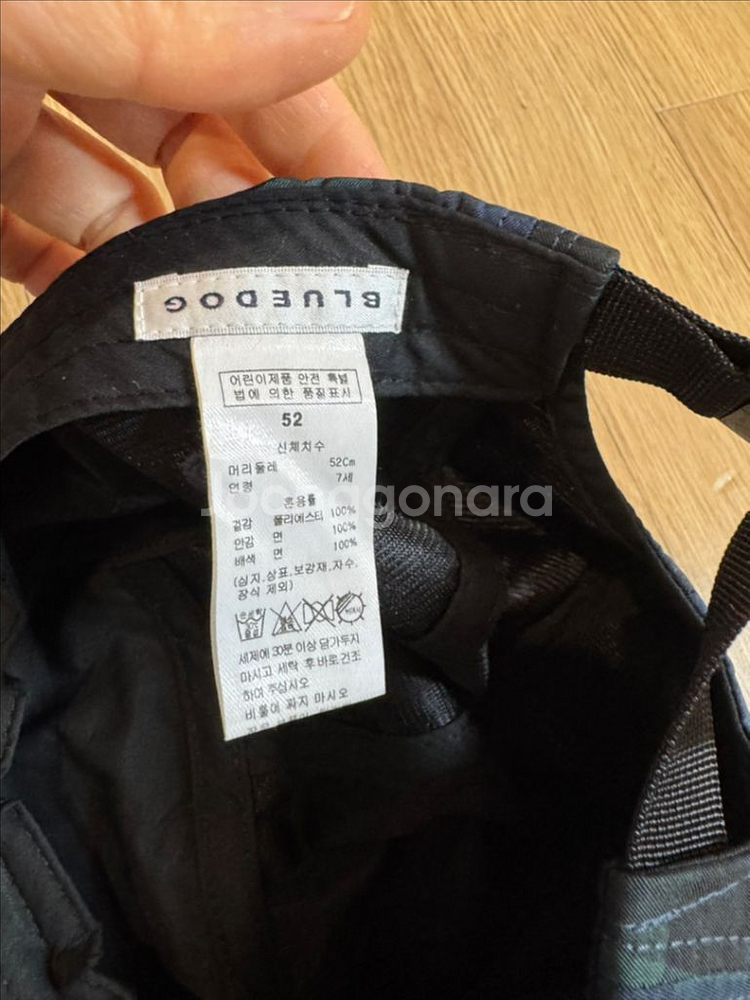 BLUEDOG
어린이제품 안전 특별
법에 의한 품질표시
52
신체치수
머리둘레 52Cm
연령 7세
혼용률
겉감 폴리에스터 100%
안감 면 100%
배색 면 100%
(심지,상표,보강재,자수,
장식 제외)
세제에 30분 이상 담가두지
마시고 세탁 후 바로 건조
하여 주십시오
비틀어 짜지 마시오